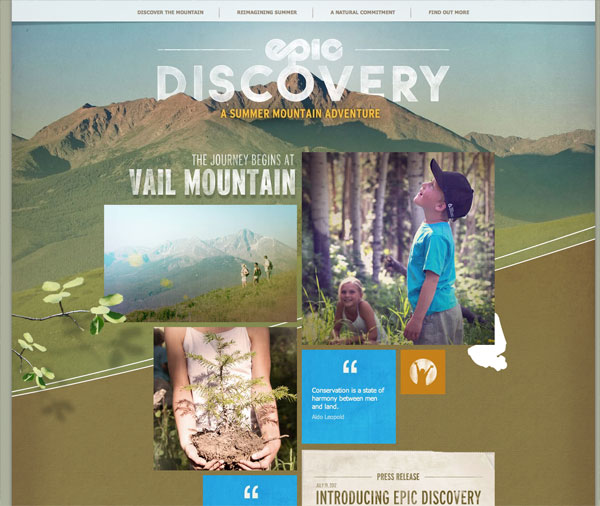 DISCOVER THE MOUNTAIN
REIMAGINING SUMMER
A NATURAL COMMITMENT
FIND OUT MORE
epic
DISCOVERY
A SUMMER MOUNTAIN ADVENTURE
THE JOURNEY BEGINS AT
VAIL MOUNTAIN
“
Conservation is a state of
harmony between men
and land.
Aldo Leopold
“
PRESS RELEASE
INTRODUCING EPIC DISCOVERY